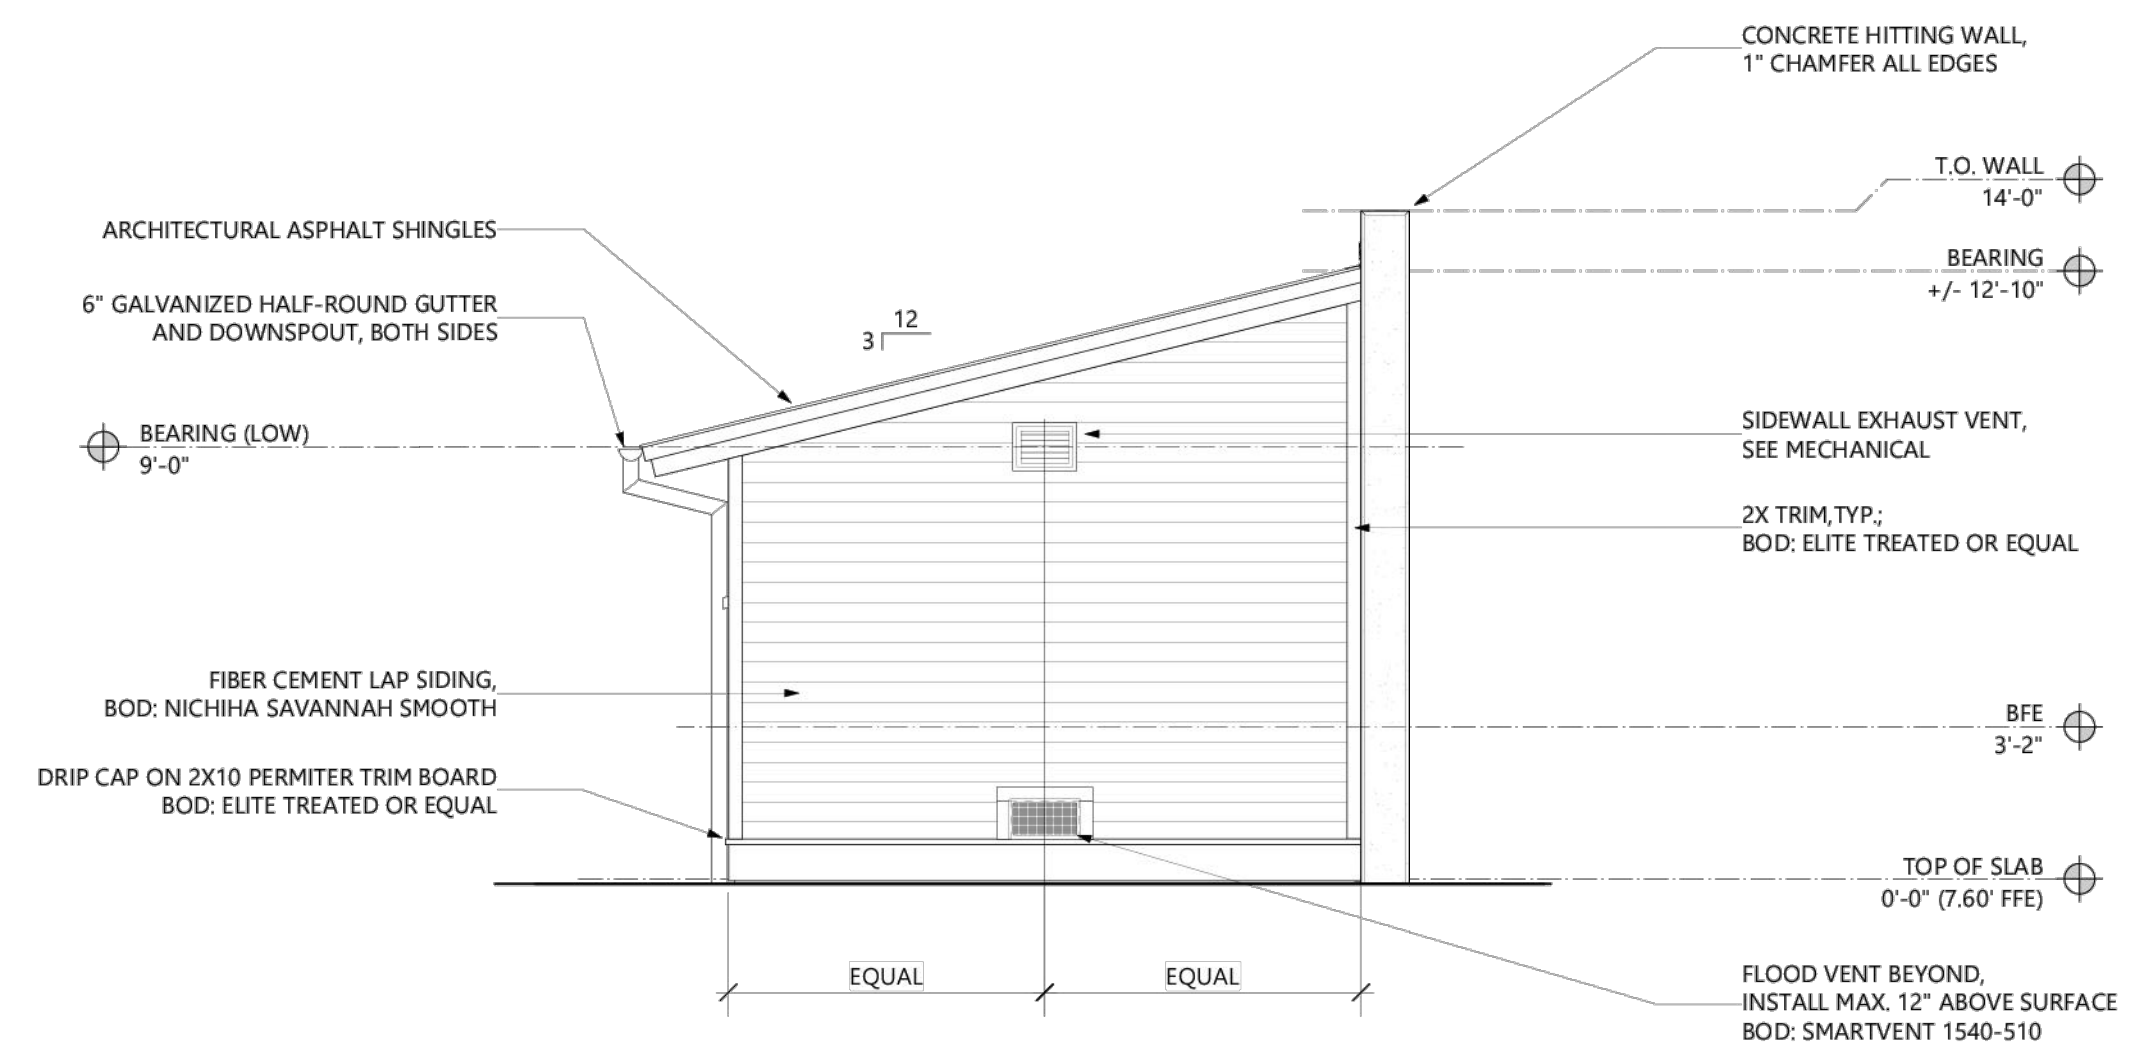 CONCRETE HITTING WALL,
1" CHAMFER ALL EDGES
T.O. WALL
14'-0"
ARCHITECTURAL ASPHALT SHINGLES
BEARING
+/- 12'-10"
6" GALVANIZED HALF-ROUND GUTTER
AND DOWNSPOUT, BOTH SIDES
12
3
BEARING (LOW)
9'-0"
SIDEWALL EXHAUST VENT,
SEE MECHANICAL
2X TRIM,TYP.;
BOD: ELITE TREATED OR EQUAL
FIBER CEMENT LAP SIDING,
BOD: NICHIHA SAVANNAH SMOOTH
BFE
3'-2"
DRIP CAP ON 2X10 PERMITER TRIM BOARD
BOD: ELITE TREATED OR EQUAL
TOP OF SLAB
0'-0" (7.60' FFE)
EQUAL
EQUAL
FLOOD VENT BEYOND,
INSTALL MAX. 12" ABOVE SURFACE
BOD: SMARTVENT 1540-510